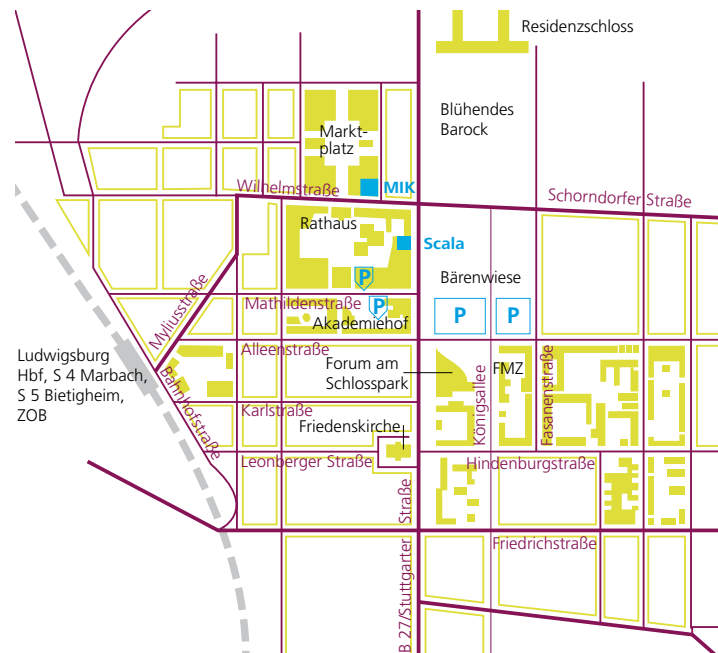 Residenzschloss
Blühendes
Barock
Markt-
platz
MIK
Wilhelmstraße
Schorndorfer Straße
Rathaus
Scala
Bärenwiese
P
Mathildenstraße
P
Akademiehof
P
P
Myliusstraße
Alleenstraße
Ludwigsburg
Hbf, S 4 Marbach,
S 5 Bietigheim,
ZOB
Forum am
Schlosspark
FMZ
Königsallee
Fasanenstraße
Bahnhofstraße
Karlstraße
Friedenskirche
Leonberger Straße
Hindenburgstraße
B 27/Stuttgarter Straße
Friedrichstraße